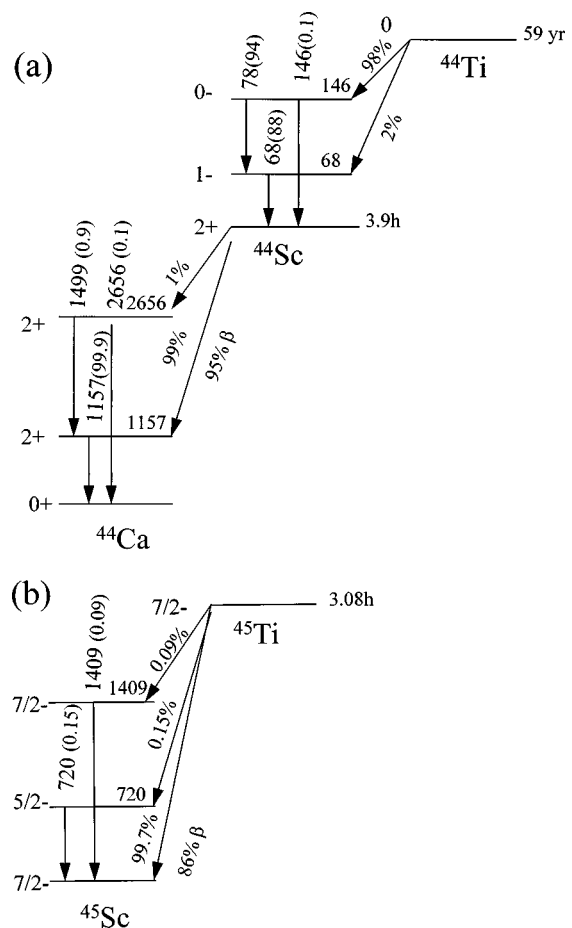 (a)
0
59 yr
44Ti
98%
2%
78(94)
146(0.1)
0-
146
68(88)
68
1-
2+
3.9h
44Sc
1%
99%
95% β
1499 (0.9)
2656 (0.1)
2656
2+
1157(99.9)
1157
2+
0+
44Ca
(b)
7/2-
3.08h
45Ti
0.09%
1409 (0.09)
1409
7/2-
720 (0.15)
0.15%
720
5/2-
99.7%
86% β
7/2-
45Sc